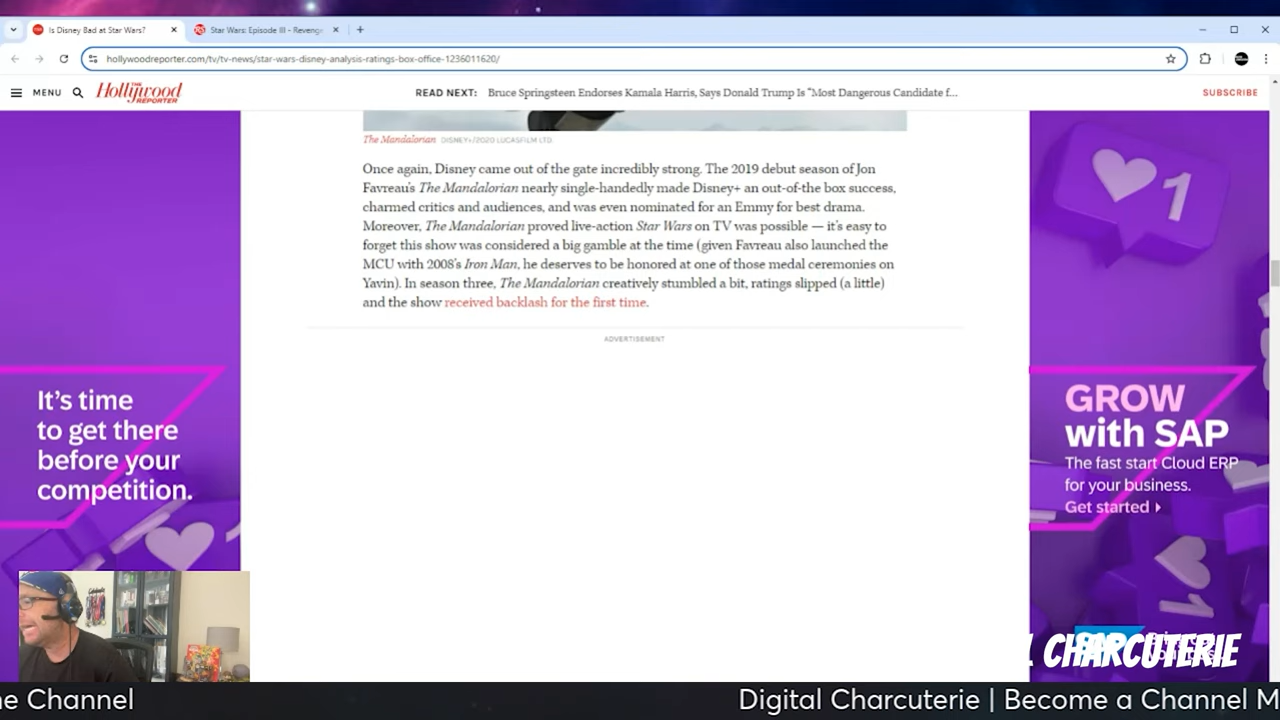 Is Disney Bad at Star Wars?
Star Wars: Episode III - Revenge
hollywoodreporter.com/tv/tv-news/star-wars-disney-analysis-ratings-box-office-1236011620/
MENU
THE Hollywood REPORTER
READ NEXT: Bruce Springsteen Endorses Kamala Harris, Says Donald Trump Is “Most Dangerous Candidate f...
SUBSCRIBE
The Mandalorian DISNEY+/2020 LUCASFILM LTD.
Once again, Disney came out of the gate incredibly strong. The 2019 debut season of Jon
Favreau’s The Mandalorian nearly single-handedly made Disney+ an out-of-the box success,
charmed critics and audiences, and was even nominated for an Emmy for best drama.
Moreover, The Mandalorian proved live-action Star Wars on TV was possible — it’s easy to
forget this show was considered a big gamble at the time (given Favreau also launched the
MCU with 2008’s Iron Man, he deserves to be honored at one of those medal ceremonies on
Yavin). In season three, The Mandalorian creatively stumbled a bit, ratings slipped (a little)
and the show received backlash for the first time.
ADVERTISEMENT
It’s time
to get there
before your
competition.
1
GROW
with SAP
The fast start Cloud ERP
for your business.
Get started
L CHARCUTERIE
ne Channel
Digital Charcuterie | Become a Channel M